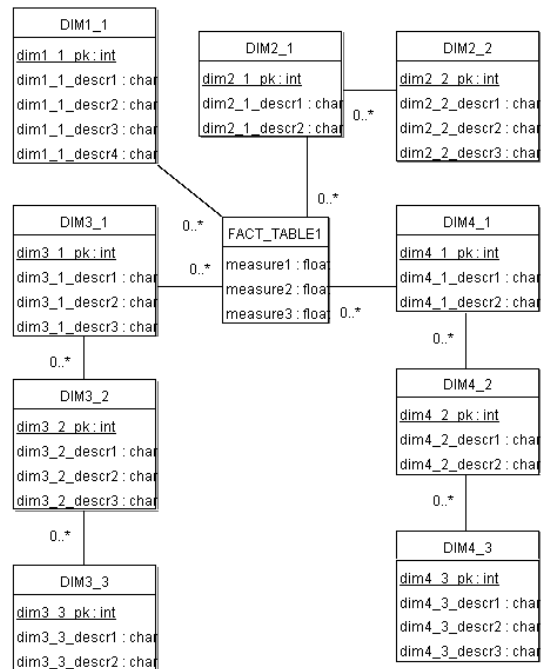 DIM1_1
dim1_1_pk : int
dim1_1_descr1 : char
dim1_1_descr2 : char
dim1_1_descr3 : char
dim1_1_descr4 : char
DIM2_1
dim2_1_pk : int
dim2_1_descr1 : char
dim2_1_descr2 : char
0..*
DIM2_2
dim2_2_pk : int
dim2_2_descr1 : char
dim2_2_descr2 : char
dim2_2_descr3 : char
0..*
0..*
FACT_TABLE1
measure1 : float
measure2 : float
measure3 : float
0..*
0..*
DIM3_1
dim3_1_pk : int
dim3_1_descr1 : char
dim3_1_descr2 : char
dim3_1_descr3 : char
0..*
DIM3_2
dim3_2_pk : int
dim3_2_descr1 : char
dim3_2_descr2 : char
dim3_2_descr3 : char
0..*
DIM3_3
dim3_3_pk : int
dim3_3_descr1 : char
dim3_3_descr2 : char
DIM4_1
dim4_1_pk : int
dim4_1_descr1 : char
dim4_1_descr2 : char
0..*
DIM4_2
dim4_2_pk : int
dim4_2_descr1 : char
dim4_2_descr2 : char
0..*
DIM4_3
dim4_3_pk : int
dim4_3_descr1 : char
dim4_3_descr2 : char
dim4_3_descr3 : char